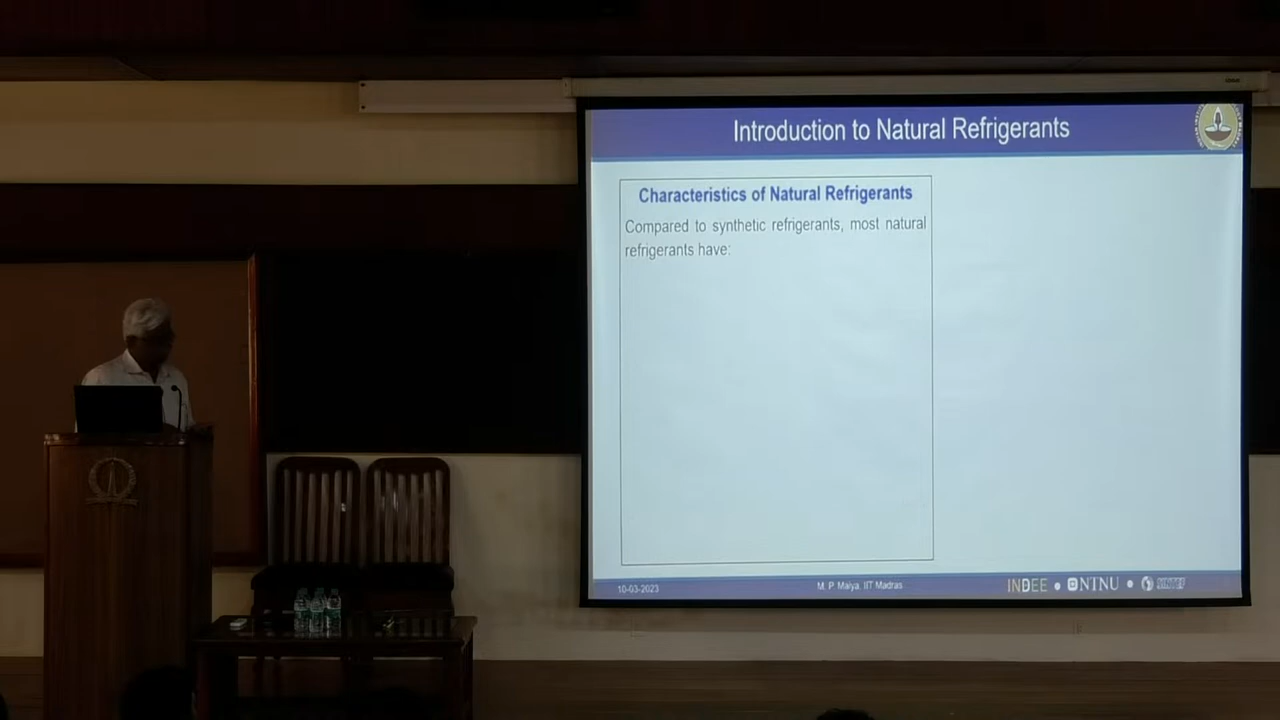 Introduction to Natural Refrigerants
Characteristics of Natural Refrigerants
Compared to synthetic refrigerants, most natural
refrigerants have:
10-03-2023
M. P. Maiya, IIT Madras
INDEE • NTNU • SINTEF